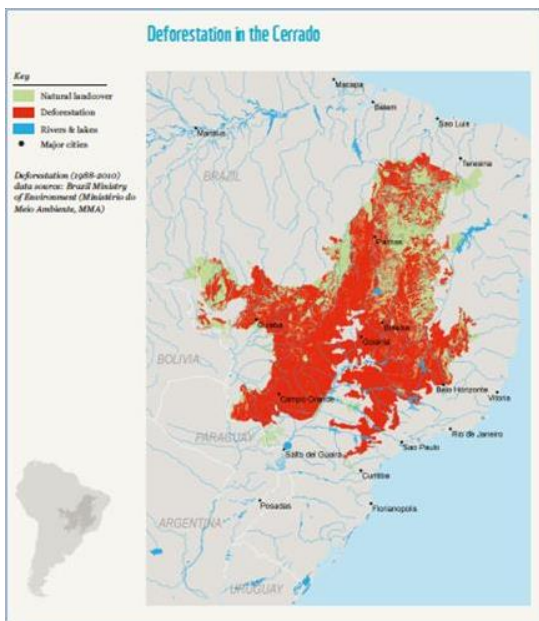 Deforestation in the Cerrado
Key
Natural landcover
Deforestation
Rivers & lakes
Major cities
Deforestation (1988-2010)
data source: Brazil Ministry
of Environment (Ministério do
Meio Ambiente, MMA)
Macapa
Belem
Sao Luis
Manaus
Teresina
BRAZIL
Palmas
Cuiaba
Brasilia
Goiania
BOLIVIA
Belo Horizonte
Vitoria
Campo Grande
Rio de Janeiro
PARAGUAY
Sao Paulo
Salto del Guaira
Curitiba
Posadas
Florianopolis
ARGENTINA
URUGUAY